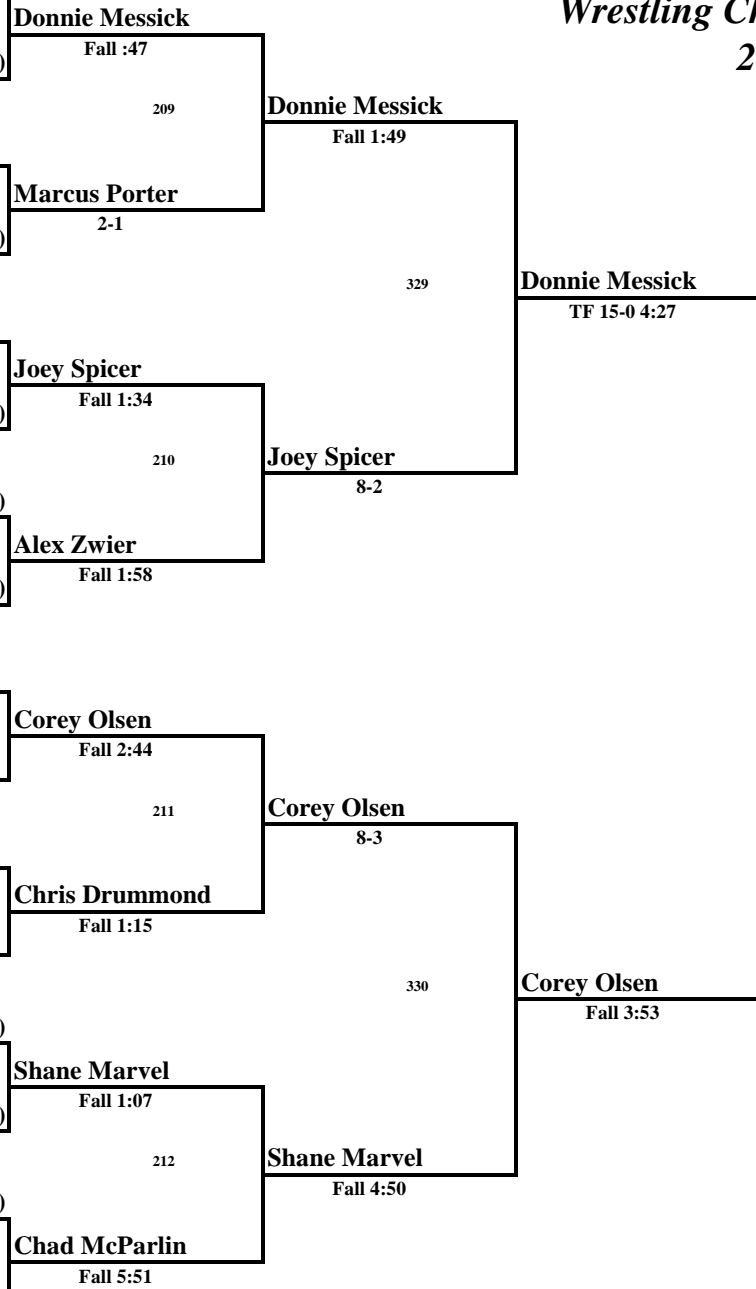 Wrestling
2
Donnie Messick
Fall :47
)
209
Donnie Messick
Fall 1:49
Marcus Porter
2-1
)
329
Donnie Messick
TF 15-0 4:27
Joey Spicer
Fall 1:34
)
210
Joey Spicer
8-2
)
Alex Zwier
Fall 1:58
)
Corey Olsen
Fall 2:44
211
Corey Olsen
8-3
Chris Drummond
Fall 1:15
330
Corey Olsen
Fall 3:53
)
Shane Marvel
Fall 1:07
)
212
Shane Marvel
Fall 4:50
)
Chad McParlin
Fall 5:51